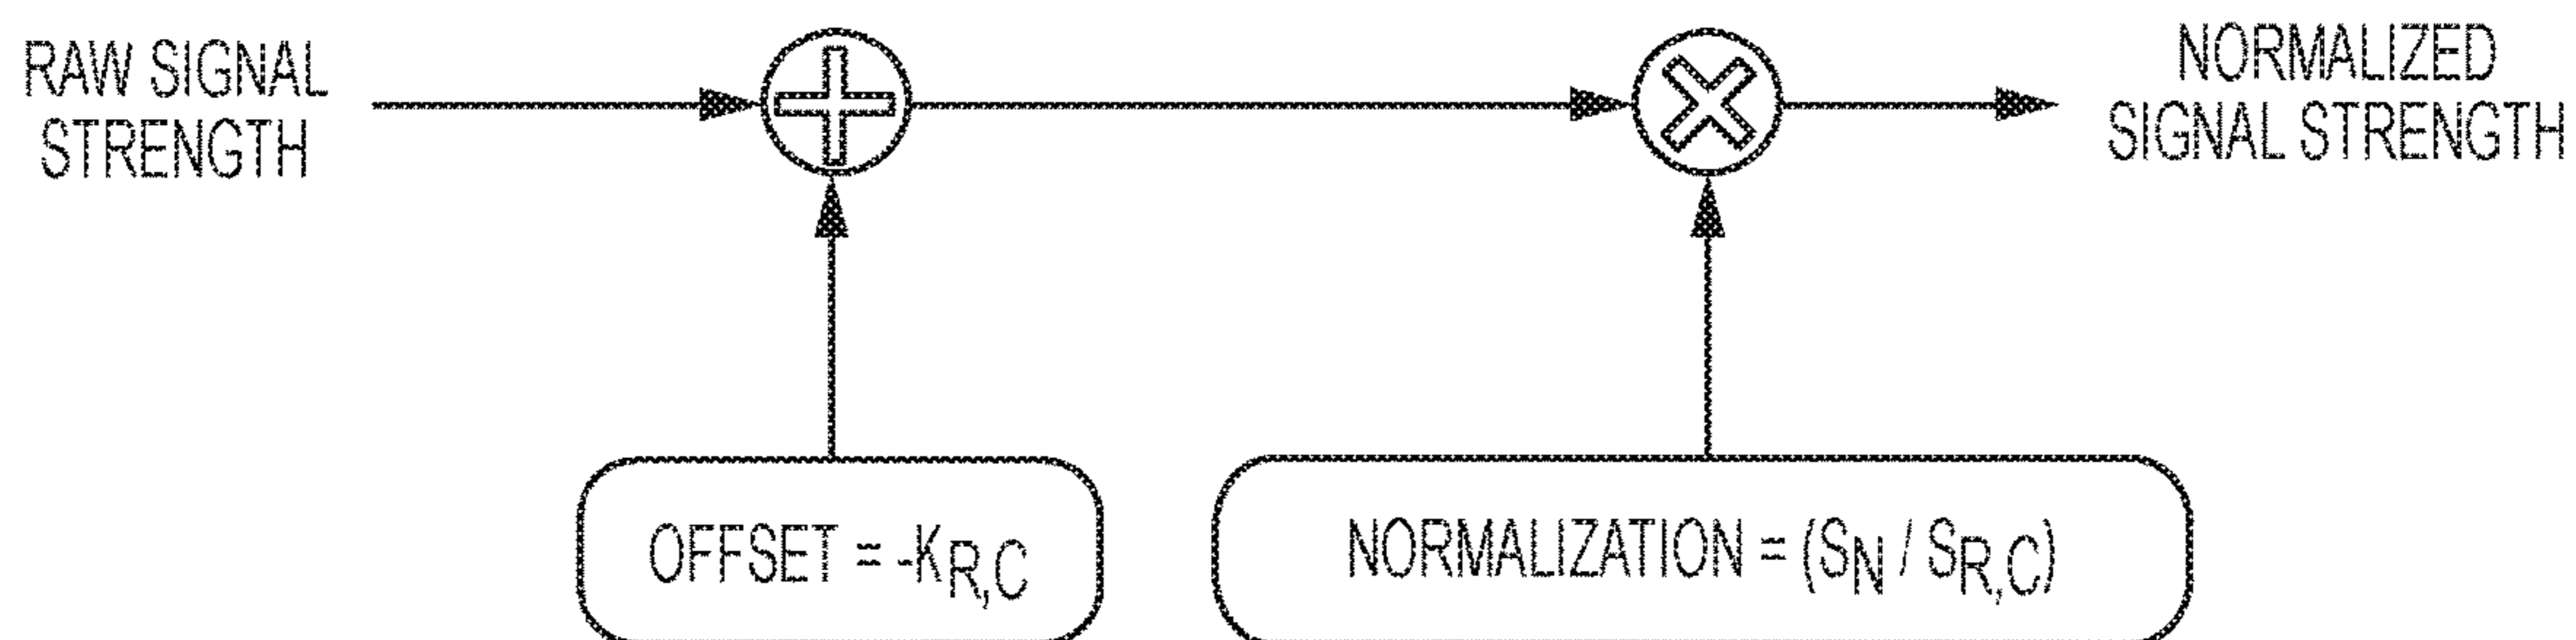 RAW SIGNAL
STRENGTH
NORMALIZED
SIGNAL STRENGTH
OFFSET = -KR,C
NORMALIZATION = (SN / SR,C)